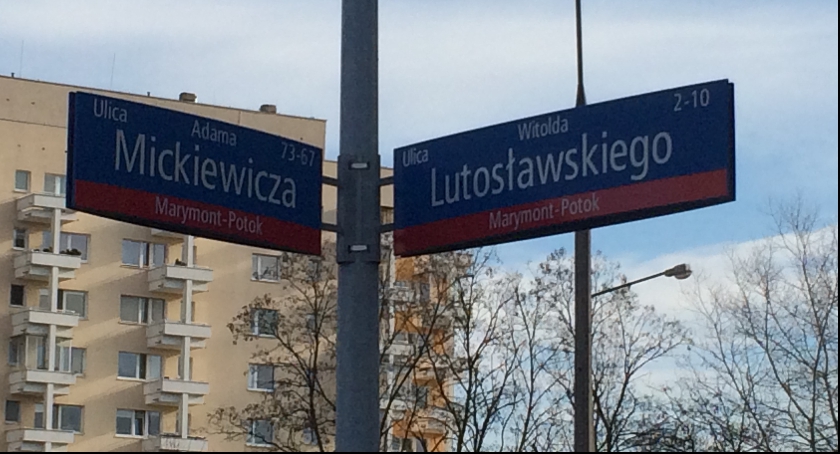 Ulica
Adama
73-67
Mickiewicza
Marymont-Potok
Ulica
Witolda
2-10
Lutosławskiego
Marymont-Potok